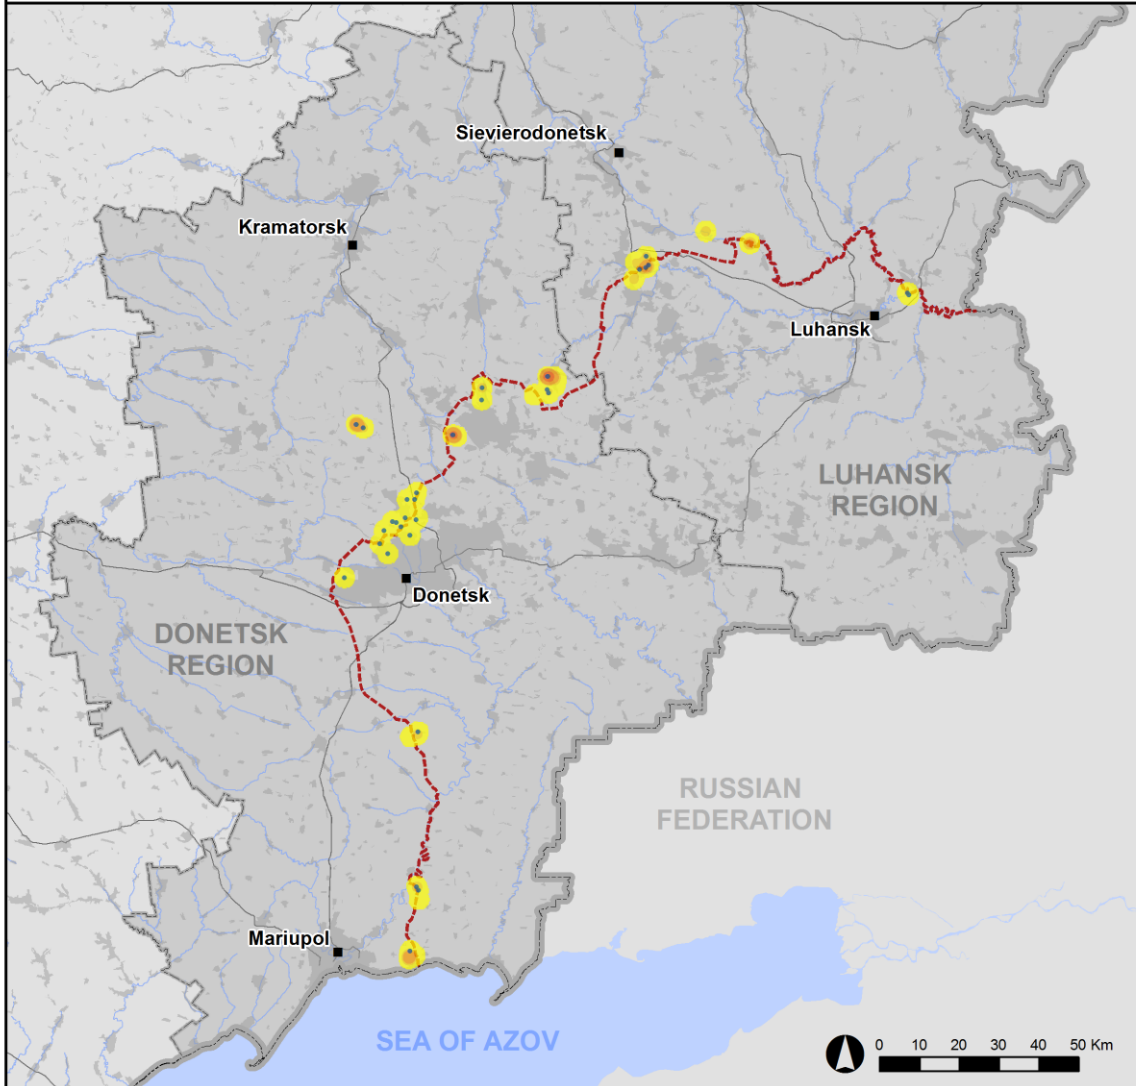 Sievierodonetsk
Kramatorsk
Luhansk
LUHANSK
REGION
Donetsk
DONETSK
REGION
RUSSIAN
FEDERATION
Mariupol
SEA OF AZOV
0 10 20 30 40 50 Km